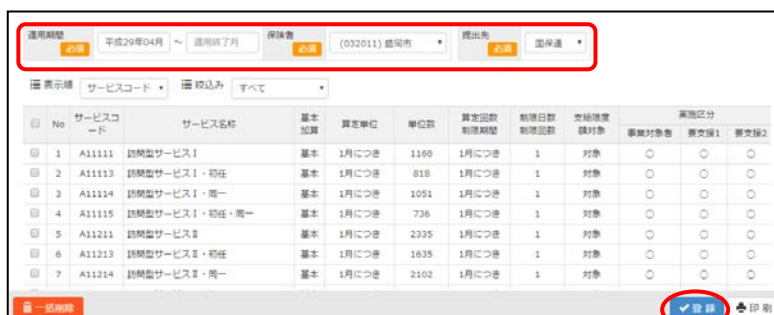 適用期間 必須 平成29年04月 ～ 適用終了月 保険者 必須 (032011) 盛岡市 提出先 必須 国保連
表示順 サービスコード 絞込み すべて
No サービスコード サービス名称 基本加算 算定単位 単位数 算定回数制限期間 制限日数制限回数 支給限度額対象 実施区分
事業対象者 要支援1 要支援2
1 A11111 訪問型サービスⅠ 基本 1月につき 1168 1月につき 1 対象 ○ ○ ○
2 A11113 訪問型サービスⅠ・初任 基本 1月につき 818 1月につき 1 対象 ○ ○ ○
3 A11114 訪問型サービスⅠ・同一 基本 1月につき 1051 1月につき 1 対象 ○ ○ ○
4 A11115 訪問型サービスⅠ・初任・同一 基本 1月につき 736 1月につき 1 対象 ○ ○ ○
5 A11211 訪問型サービスⅡ 基本 1月につき 2335 1月につき 1 対象 ○ ○ ○
6 A11213 訪問型サービスⅡ・初任 基本 1月につき 1635 1月につき 1 対象 ○ ○ ○
7 A11214 訪問型サービスⅡ・同一 基本 1月につき 2102 1月につき 1 対象 ○ ○ ○
一括削除 登録 印刷